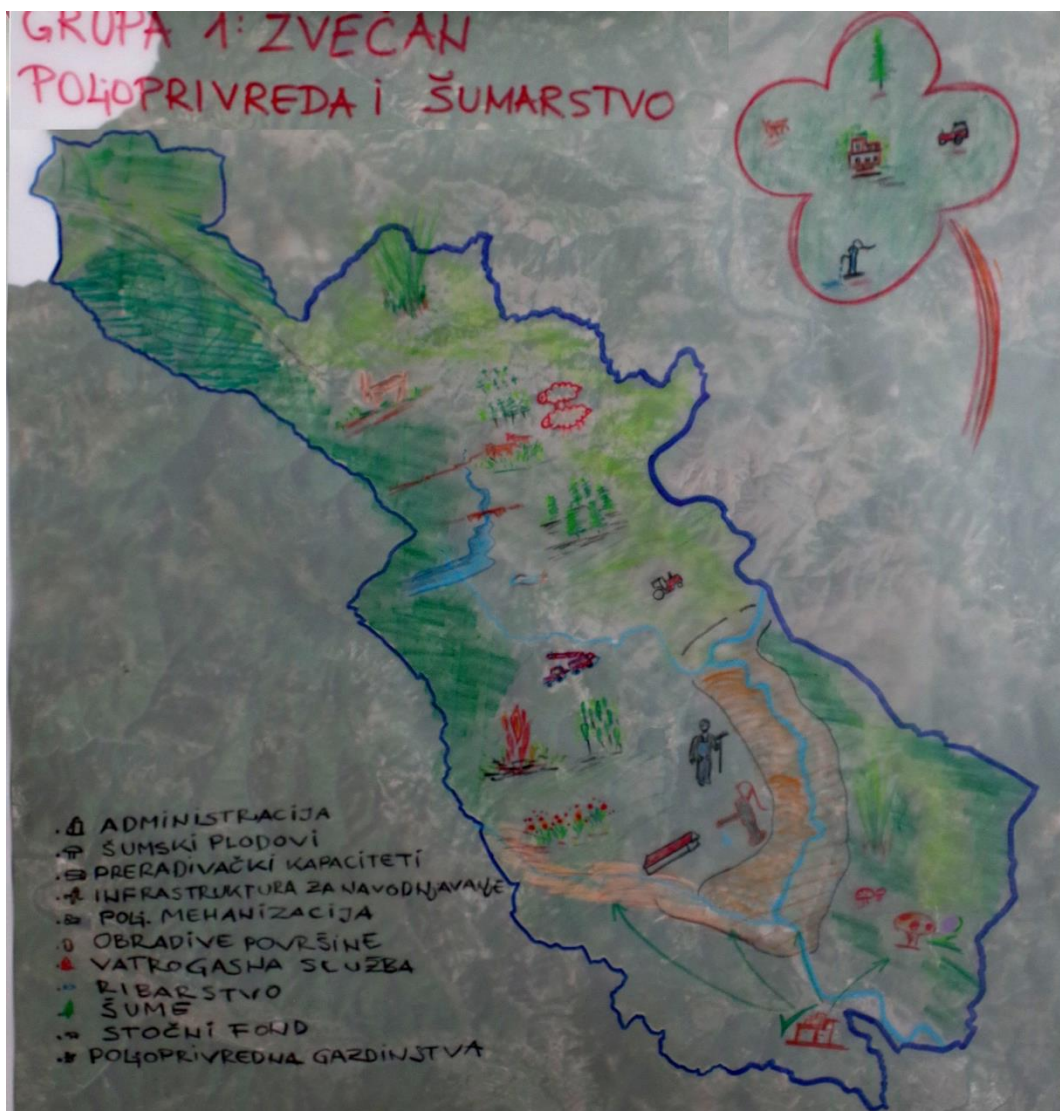 GRUPA 1: ZVEČAN
POLJOPRIVREDA I ŠUMARSTVO
. ADMINISTRACIJA
. ŠUMSKI PLODOVI
. PRERAĐIVAČKI KAPACITETI
. INFRASTRUKTURA ZA NAVODNJAVANJE
. POLJ. MEHANIZACIJA
. OBRADIVE POVRŠINE
. VATROGASNA SLUŽBA
. RIBARSTVO
. ŠUME
. STOČNI FOND
. POLJOPRIVREDNA GAZDINSTVA